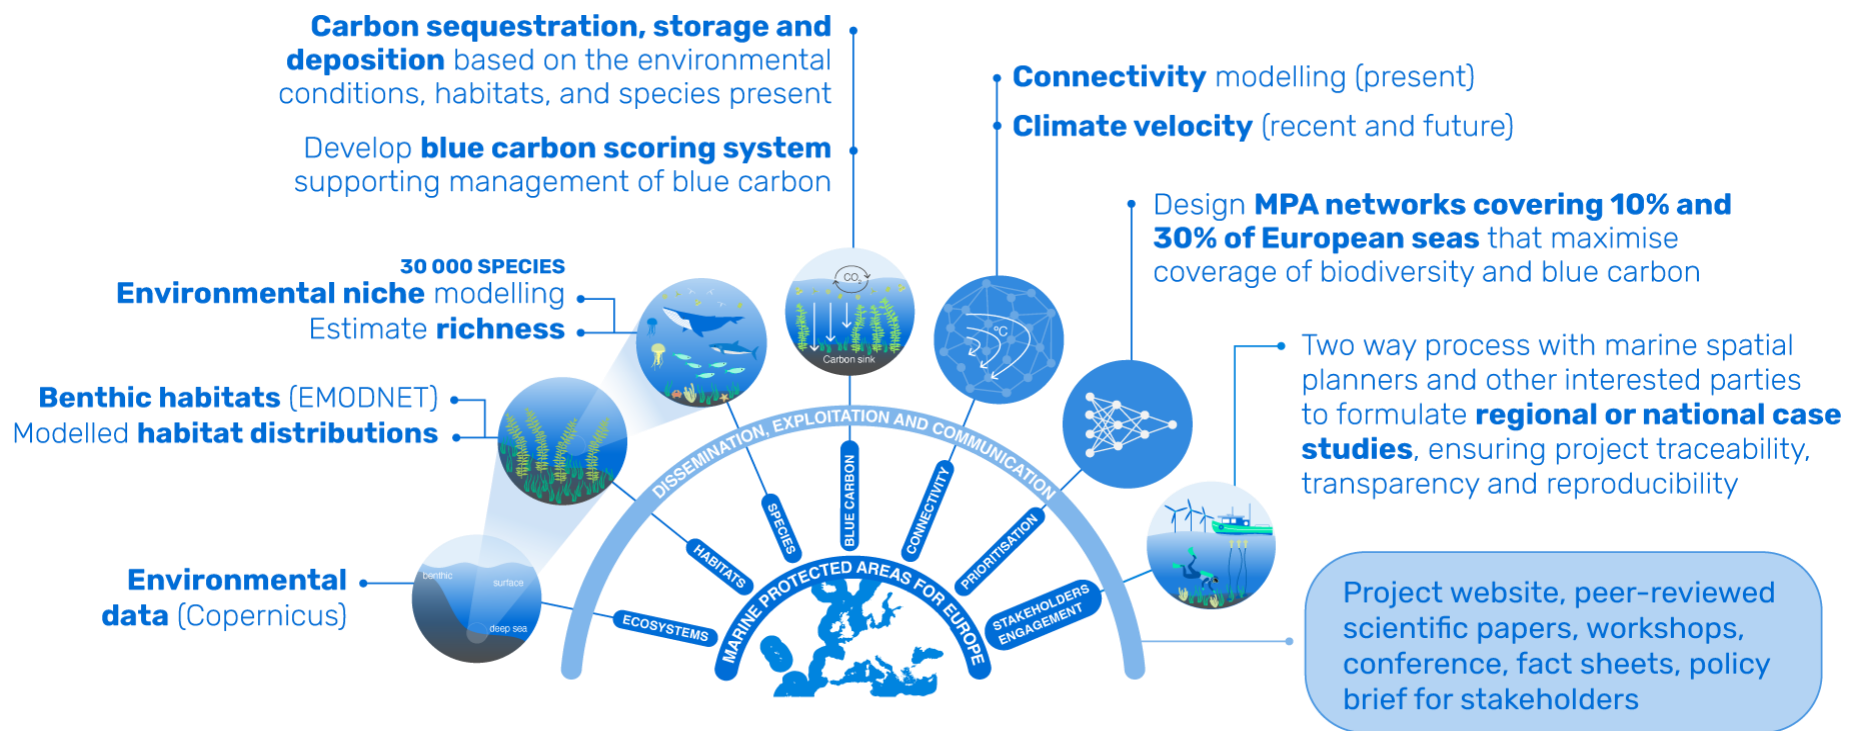 Carbon sequestration, storage and
deposition based on the environmental
conditions, habitats, and species present
Develop blue carbon scoring system
supporting management of blue carbon
Connectivity modelling (present)
Climate velocity (recent and future)
Design MPA networks covering 10% and
30% of European seas that maximise
coverage of biodiversity and blue carbon
30 000 SPECIES
Environmental niche modelling
Estimate richness
Benthic habitats (EMODNET)
Modelled habitat distributions
Environmental
data (Copernicus)
Two way process with marine spatial
planners and other interested parties
to formulate regional or national case
studies, ensuring project traceability,
transparency and reproducibility
Project website, peer-reviewed
scientific papers, workshops,
conference, fact sheets, policy
brief for stakeholders
CO₂
Carbon sink
°C
benthic
surface
deep sea
DISSEMINATION, EXPLOITATION AND COMMUNICATION
ECOSYSTEMS
HABITATS
SPECIES
BLUE CARBON
CONNECTIVITY
PRIORITISATION
STAKEHOLDERS
ENGAGEMENT
MARINE PROTECTED AREAS FOR EUROPE